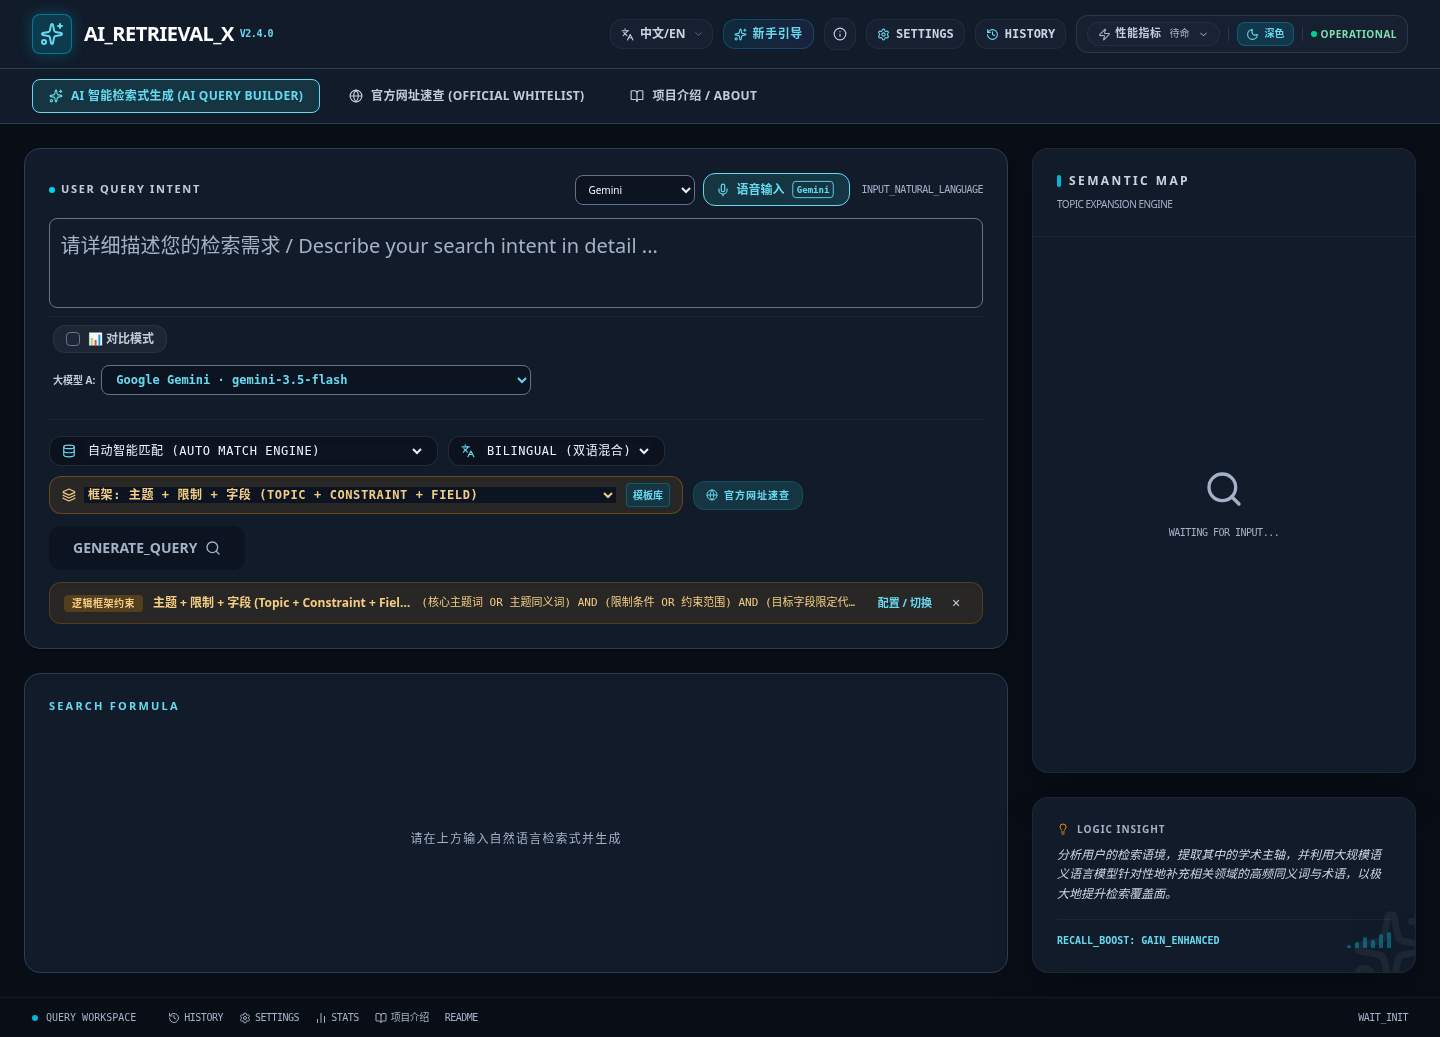 AI_RETRIEVAL_X V2.4.0
中文/EN
新手引导
SETTINGS
HISTORY
性能指标 待命
深色
OPERATIONAL
AI 智能检索式生成 (AI QUERY BUILDER)
官方网址速查 (OFFICIAL WHITELIST)
项目介绍 / ABOUT
USER QUERY INTENT
Gemini
语音输入 Gemini
INPUT_NATURAL_LANGUAGE
请详细描述您的检索需求 / Describe your search intent in detail ...
📊 对比模式
大模型 A: Google Gemini · gemini-3.5-flash
自动智能匹配 (AUTO MATCH ENGINE)
BILINGUAL (双语混合)
框架: 主题 + 限制 + 字段 (TOPIC + CONSTRAINT + FIELD)
模板库
官方网址速查
GENERATE_QUERY
逻辑框架约束 主题 + 限制 + 字段 (Topic + Constraint + Fiel... (核心主题词 OR 主题同义词) AND (限制条件 OR 约束范围) AND (目标字段限定代… 配置 / 切换 ×
SEARCH FORMULA
请在上方输入自然语言检索式并生成
SEMANTIC MAP
TOPIC EXPANSION ENGINE
WAITING FOR INPUT...
LOGIC INSIGHT
分析用户的检索语境，提取其中的学术主轴，并利用大规模语
义语言模型针对性地补充相关领域的高频同义词与术语，以极
大地提升检索覆盖面。
RECALL_BOOST: GAIN_ENHANCED
QUERY WORKSPACE
HISTORY
SETTINGS
STATS
项目介绍
README
WAIT_INIT